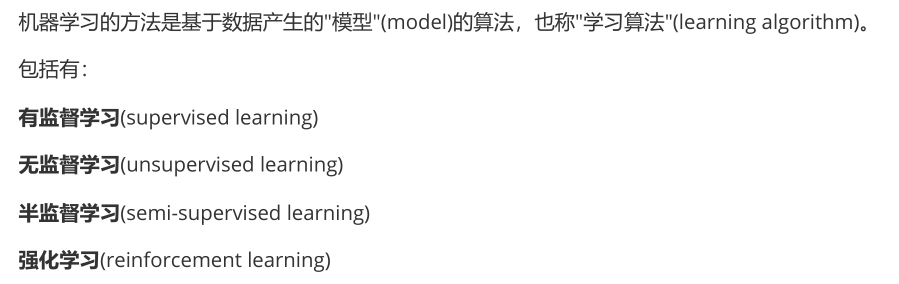 机器学习的方法是基于数据产生的"模型"(model)的算法，也称"学习算法"(learning algorithm)。
包括有：
有监督学习(supervised learning)
无监督学习(unsupervised learning)
半监督学习(semi-supervised learning)
强化学习(reinforcement learning)